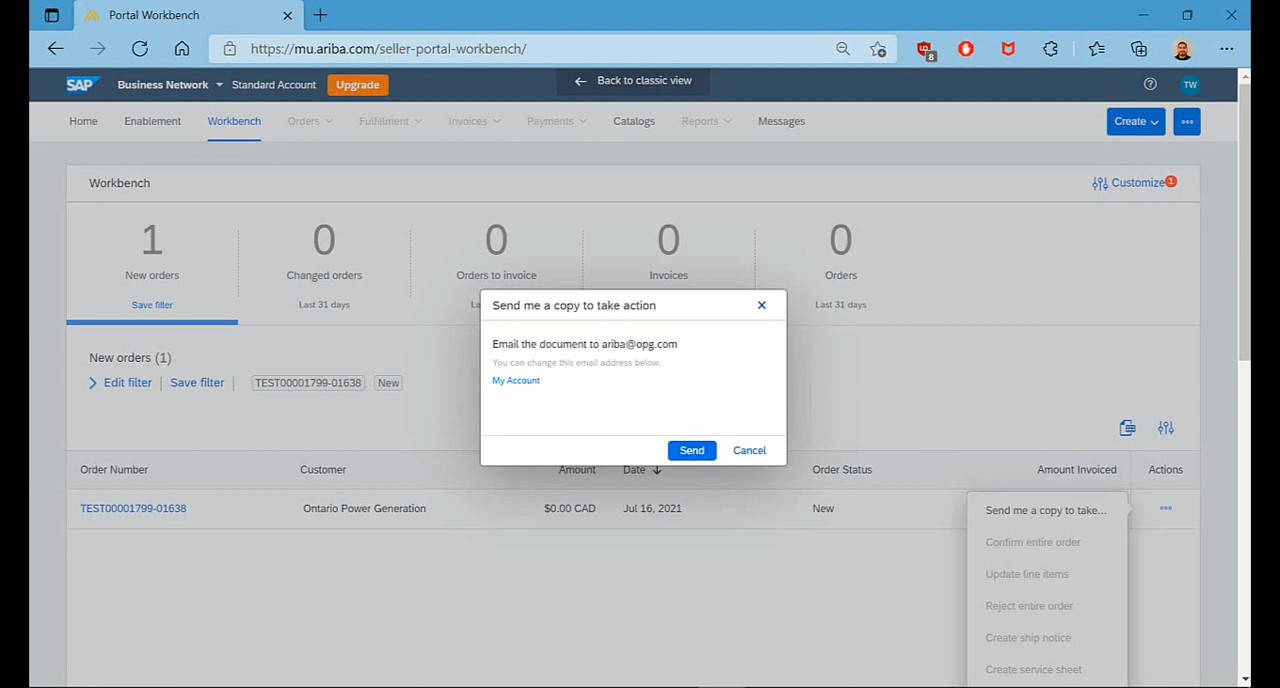 Portal Workbench
https://mu.ariba.com/seller-portal-workbench/
8
SAP Business Network Standard Account Upgrade
Back to classic view
TW
Home Enablement Workbench Orders Fulfillment Invoices Payments Catalogs Reports Messages
Create
Workbench
Customize 1
1 0 0 0 0
New orders Changed orders Orders to invoice Invoices Orders
Save filter Last 31 days La Last 31 days
Send me a copy to take action
Email the document to ariba@opg.com
You can change this email address below.
My Account
Send Cancel
New orders (1)
Edit filter Save filter TEST00001799-01638 New
Order Number Customer Amount Date Order Status Amount Invoiced Actions
TEST00001799-01638 Ontario Power Generation $0.00 CAD Jul 16, 2021 New
Send me a copy to take...
Confirm entire order
Update line items
Reject entire order
Create ship notice
Create service sheet